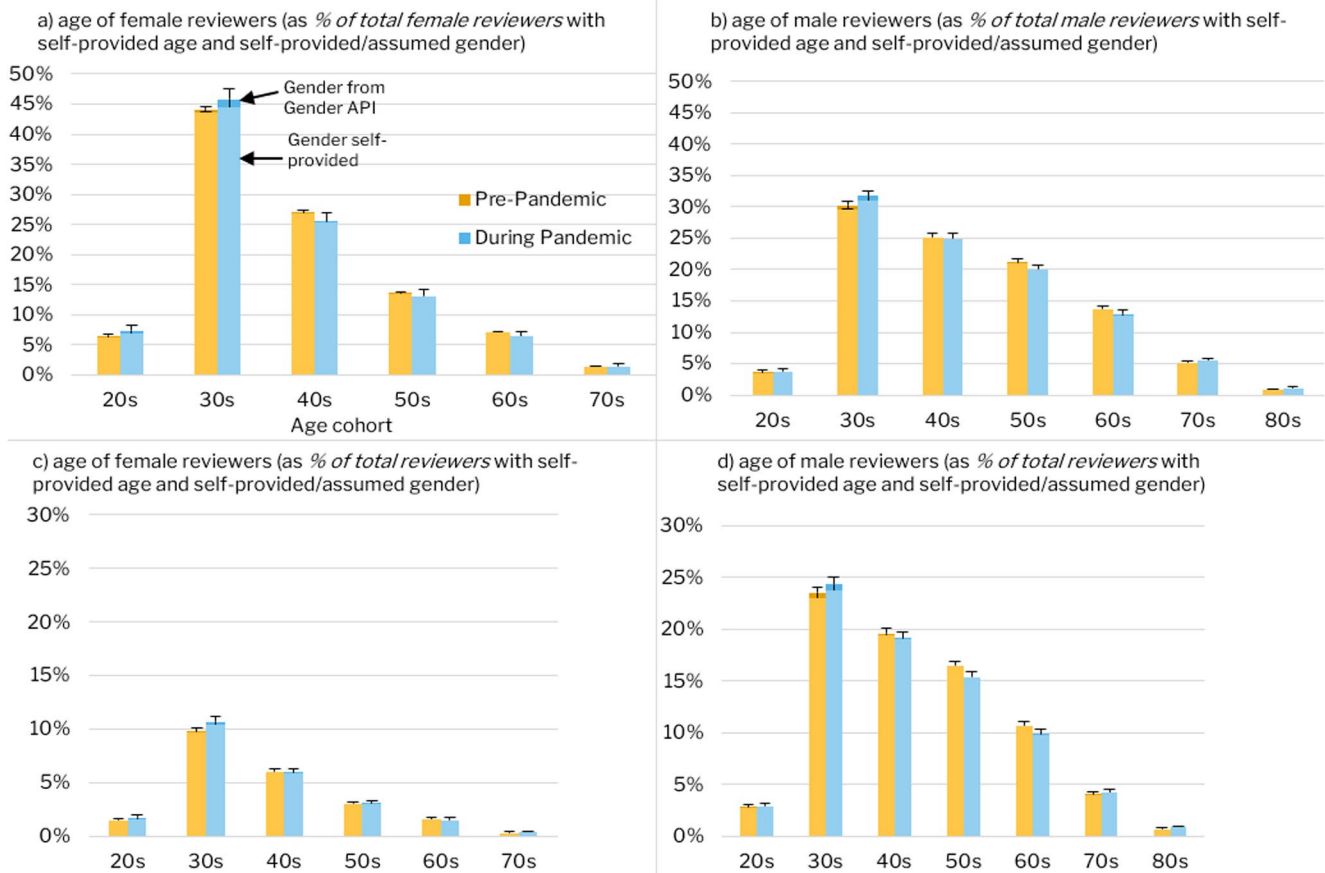 a) age of female reviewers (as % of total female reviewers with
self-provided age and self-provided/assumed gender)
50%
45%
40%
35%
30%
25%
20%
15%
10%
5%
0%
Gender from
Gender API
Gender self-
provided
Pre-Pandemic
During Pandemic
20s 30s 40s 50s 60s 70s
Age cohort
b) age of male reviewers (as % of total male reviewers with self-
provided age and self-provided/assumed gender)
50%
45%
40%
35%
30%
25%
20%
15%
10%
5%
0%
20s 30s 40s 50s 60s 70s 80s
c) age of female reviewers (as % of total reviewers with self-
provided age and self-provided/assumed gender)
30%
25%
20%
15%
10%
5%
0%
20s 30s 40s 50s 60s 70s
d) age of male reviewers (as % of total reviewers with
self-provided age and self-provided/assumed gender)
30%
25%
20%
15%
10%
5%
0%
20s 30s 40s 50s 60s 70s 80s